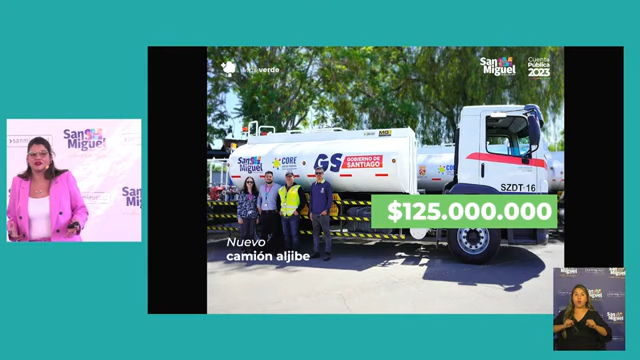 Más verde
San
Miguel
Cuenta
Pública
2023
San
Miguel
San
Miguel
CORE
GS
GOBIERNO DE
SANTIAGO
SZDT·16
$125.000.000
Nuevo
camión aljibe
San
Miguel